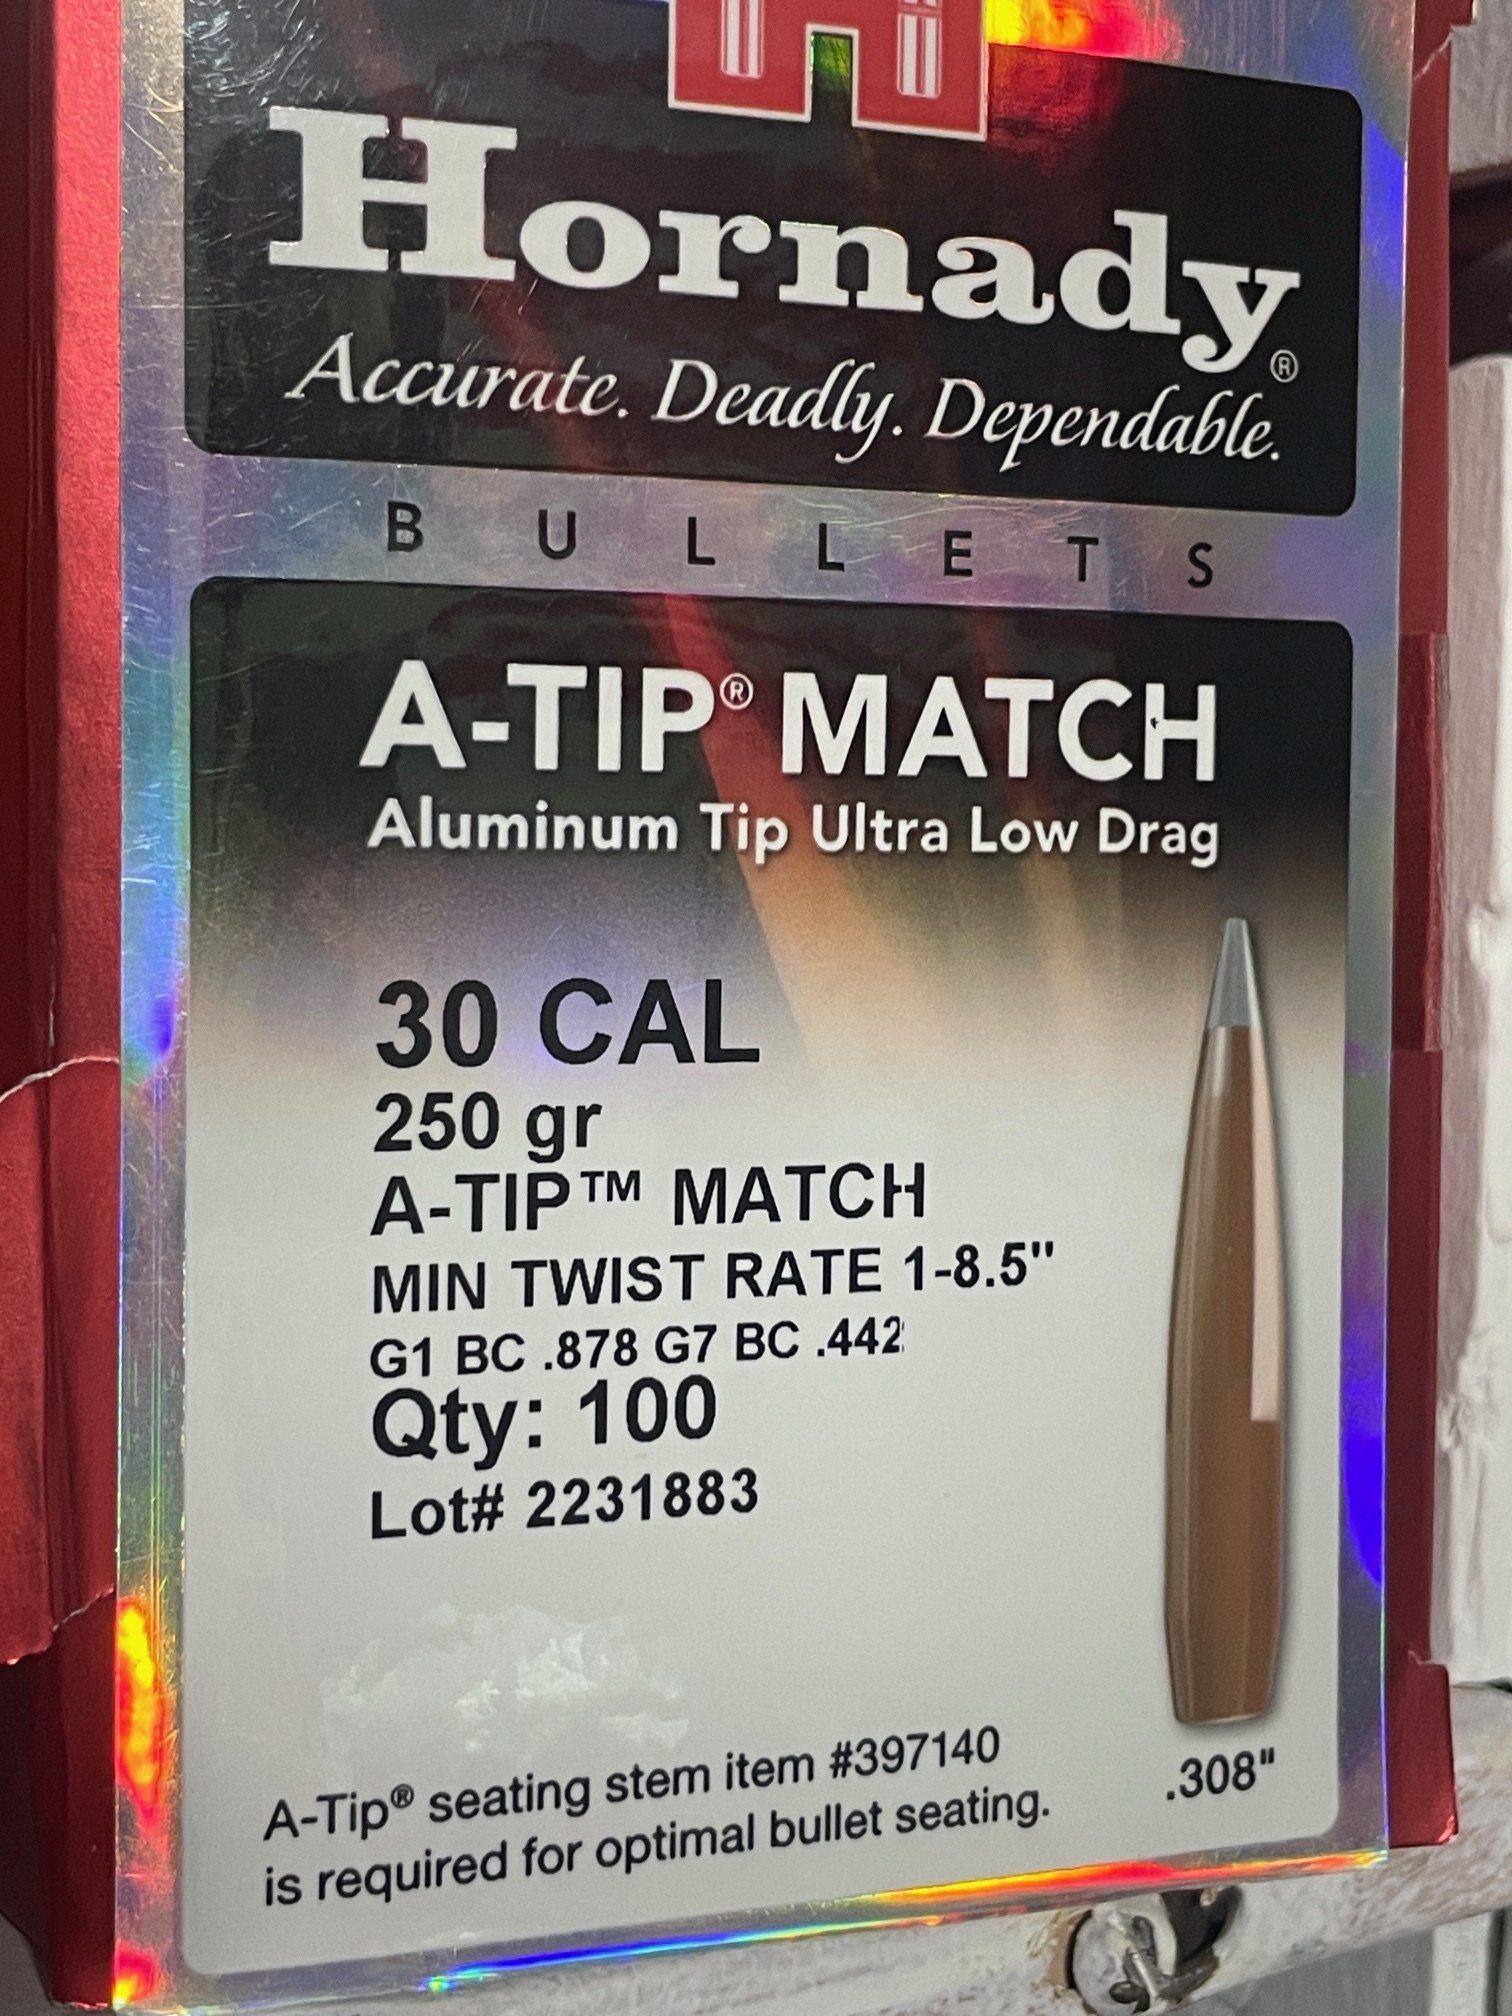 Hornady®
Accurate. Deadly. Dependable.
BULLETS
A-TIP® MATCH
Aluminum Tip Ultra Low Drag
30 CAL
250 gr
A-TIP™ MATCH
MIN TWIST RATE 1-8.5"
G1 BC .878 G7 BC .442
Qty: 100
Lot# 2231883
A-Tip® seating stem item #397140
is required for optimal bullet seating.
.308"